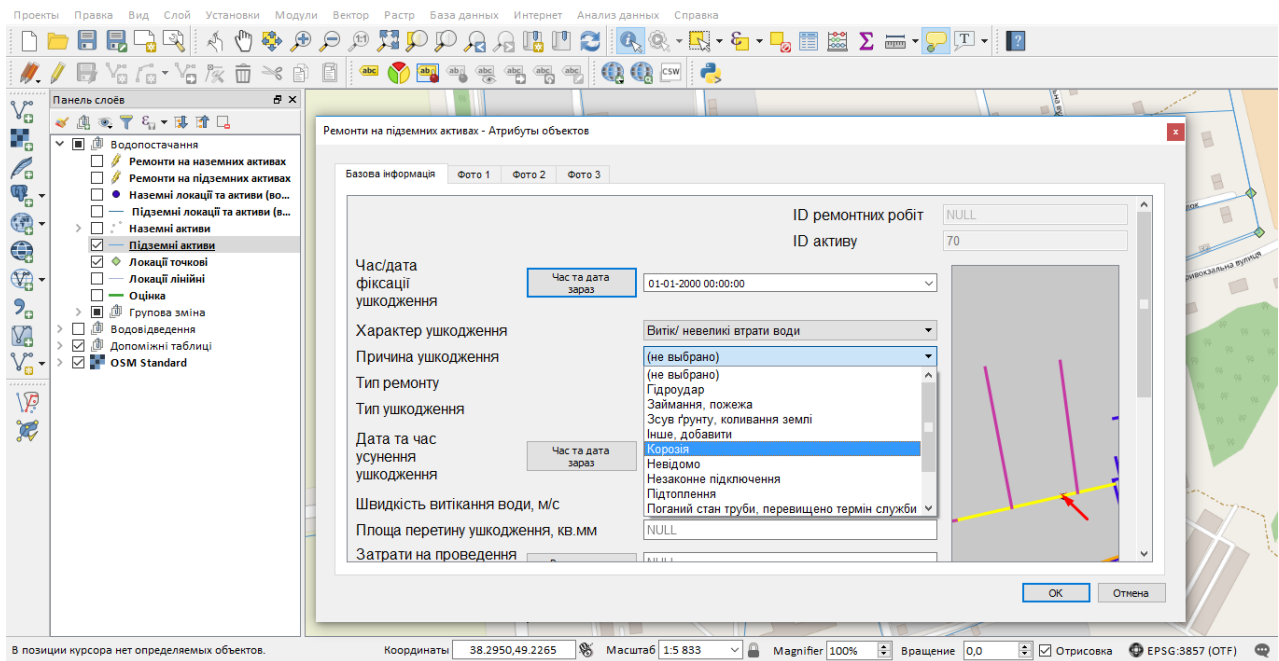 Проекты Правка Вид Слой Установки Модули Вектор Растр База данных Интернет Анализ данных Справка
abc
CSW
Панель слоёв
Водопостачання
Ремонти на наземних активах
Ремонти на підземних активах
Наземні локації та активи (во...
Підземні локації та активи (в...
Наземні активи
Підземні активи
Локації точкові
Локації лінійні
Оцінка
Групова зміна
Водовідведення
Допоміжні таблиці
OSM Standard
Ремонти на підземних активах - Атрибуты объектов
Базова інформація Фото 1 Фото 2 Фото 3
ID ремонтних робіт NULL
ID активу 70
Час/дата фіксації ушкодження
Час та дата зараз
01-01-2000 00:00:00
Характер ушкодження Витік/ невеликі втрати води
Причина ушкодження (не выбрано)
(не выбрано)
Гідроудар
Займання, пожежа
Зсув ґрунту, коливання землі
Інше, добавити
Корозія
Невідомо
Незаконне підключення
Підтоплення
Поганий стан труби, перевищено термін служби
Тип ремонту
Тип ушкодження
Дата та час усунення ушкодження
Час та дата зараз
Швидкість витікання води, м/с
Площа перетину ушкодження, кв.мм NULL
Затрати на проведення
NULL
OK Отмена
В позиции курсора нет определяемых объектов. Координаты 38.2950,49.2265 Масштаб 1:5 833 Magnifier 100% Вращение 0,0 Отрисовка EPSG:3857 (OTF)